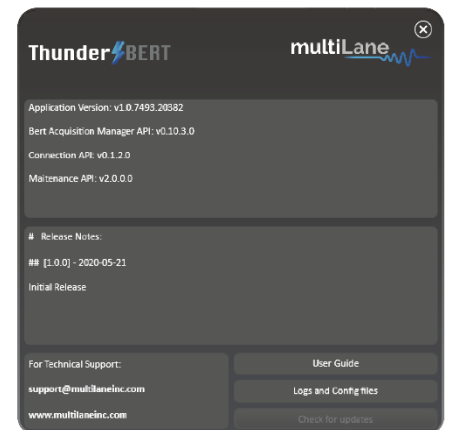 Thunder BERT
multiLane
Application Version: v1.0.7493.20382
Bert Acquisition Manager API: v0.10.3.0
Connection API: v0.1.2.0
Maitenance API: v2.0.0.0
# Release Notes:
## [1.0.0] - 2020-05-21
Initial Release
For Technical Support:
support@multilaneinc.com
www.multilaneinc.com
User Guide
Logs and Config files
Check for updates